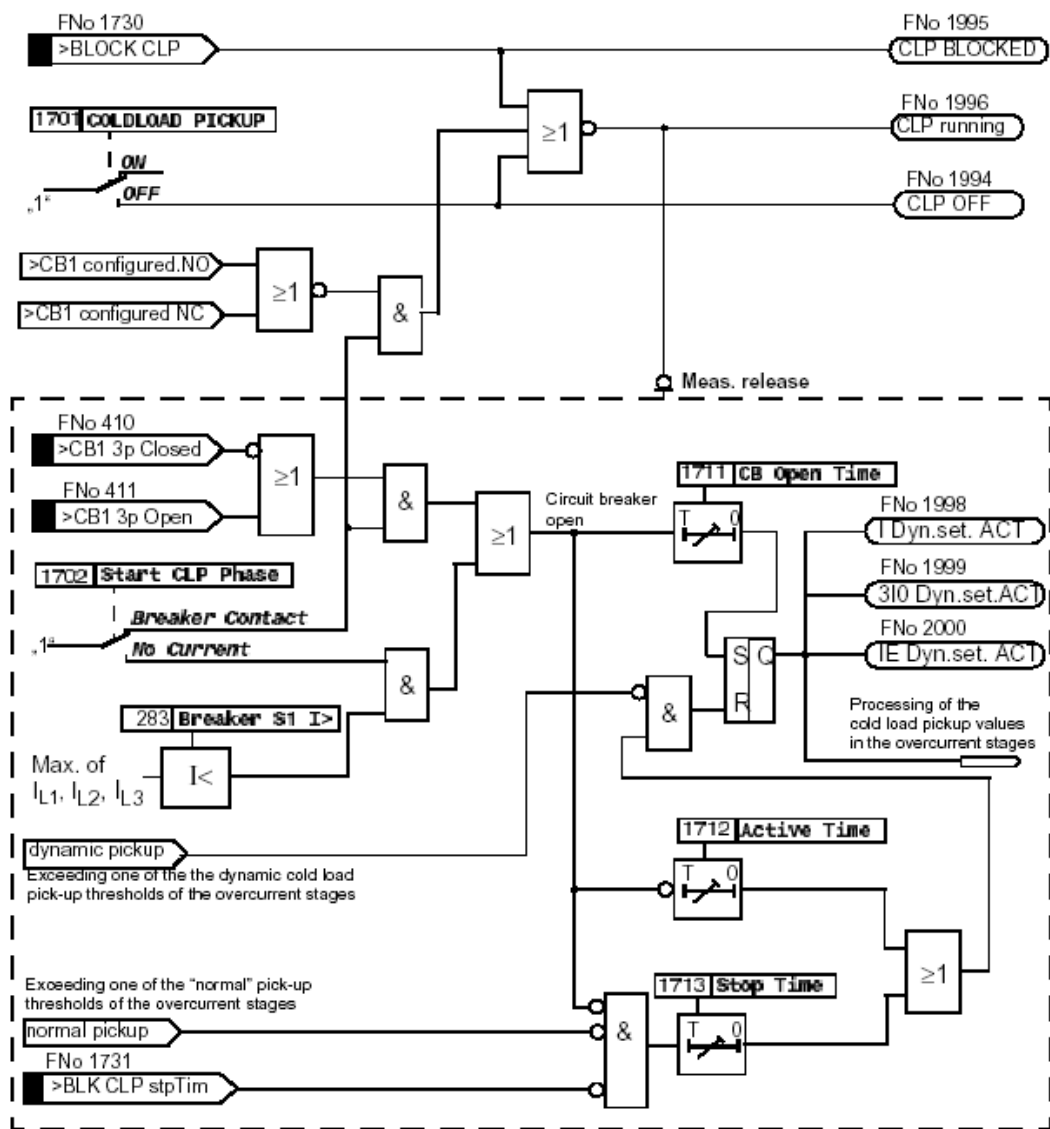 FNo 1730
>BLOCK CLP
FNo 1995
CLP BLOCKED
1701 COLDLOAD PICKUP
ON
OFF
„1“
≥1
FNo 1996
CLP running
FNo 1994
CLP OFF
>CB1 configured.NO
>CB1 configured NC
≥1
&
Meas. release
FNo 410
>CB1 3p Closed
FNo 411
>CB1 3p Open
≥1
&
≥1
Circuit breaker
open
1711 CB Open Time
T 0
FNo 1998
I Dyn.set. ACT
FNo 1999
3I0 Dyn.set.ACT
FNo 2000
IE Dyn.set. ACT
1702 Start CLP Phase
Breaker Contact
„1“
No Current
&
S Q
R
&
Processing of the
cold load pickup values
in the overcurrent stages
283 Breaker S1 I>
Max. of
IL1, IL2, IL3
I<
dynamic pickup
Exceeding one of the the dynamic cold load
pick-up thresholds of the overcurrent stages
1712 Active Time
T 0
≥1
Exceeding one of the “normal” pick-up
thresholds of the overcurrent stages
normal pickup
FNo 1731
>BLK CLP stpTim
&
1713 Stop Time
T 0